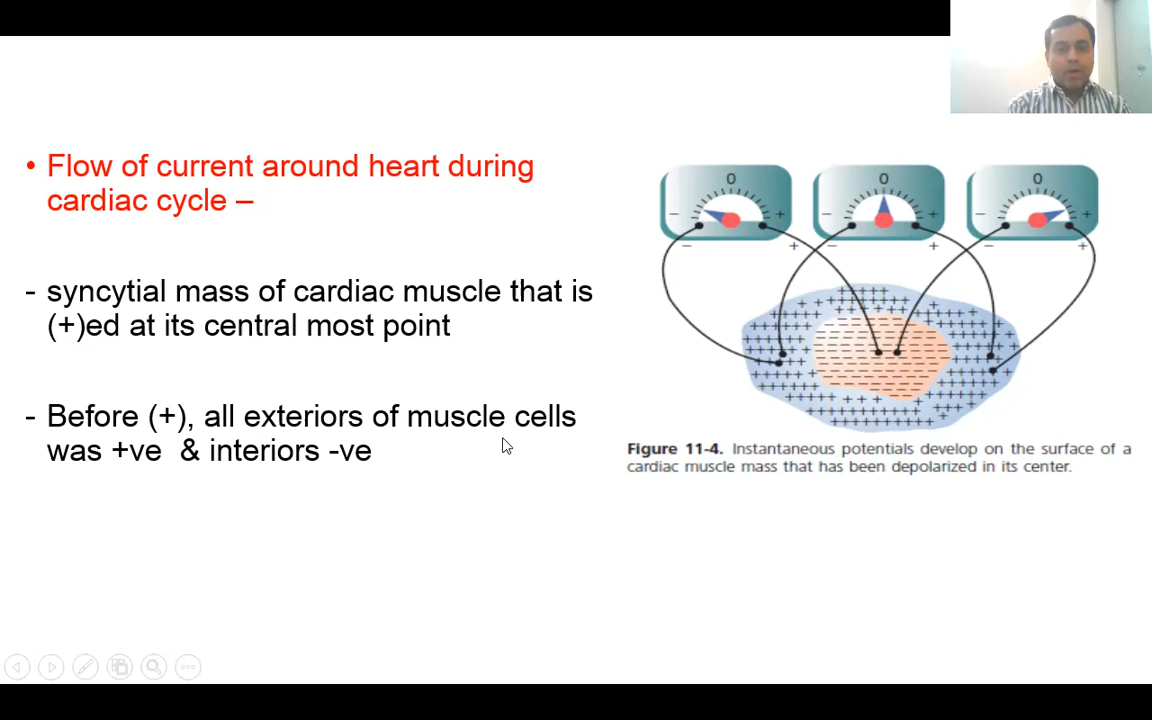 • Flow of current around heart during
cardiac cycle –
- syncytial mass of cardiac muscle that is
(+)ed at its central most point
- Before (+), all exteriors of muscle cells
was +ve & interiors -ve
0 0 0
− + − + − +
− + − + − +
Figure 11-4. Instantaneous potentials develop on the surface of a
cardiac muscle mass that has been depolarized in its center.